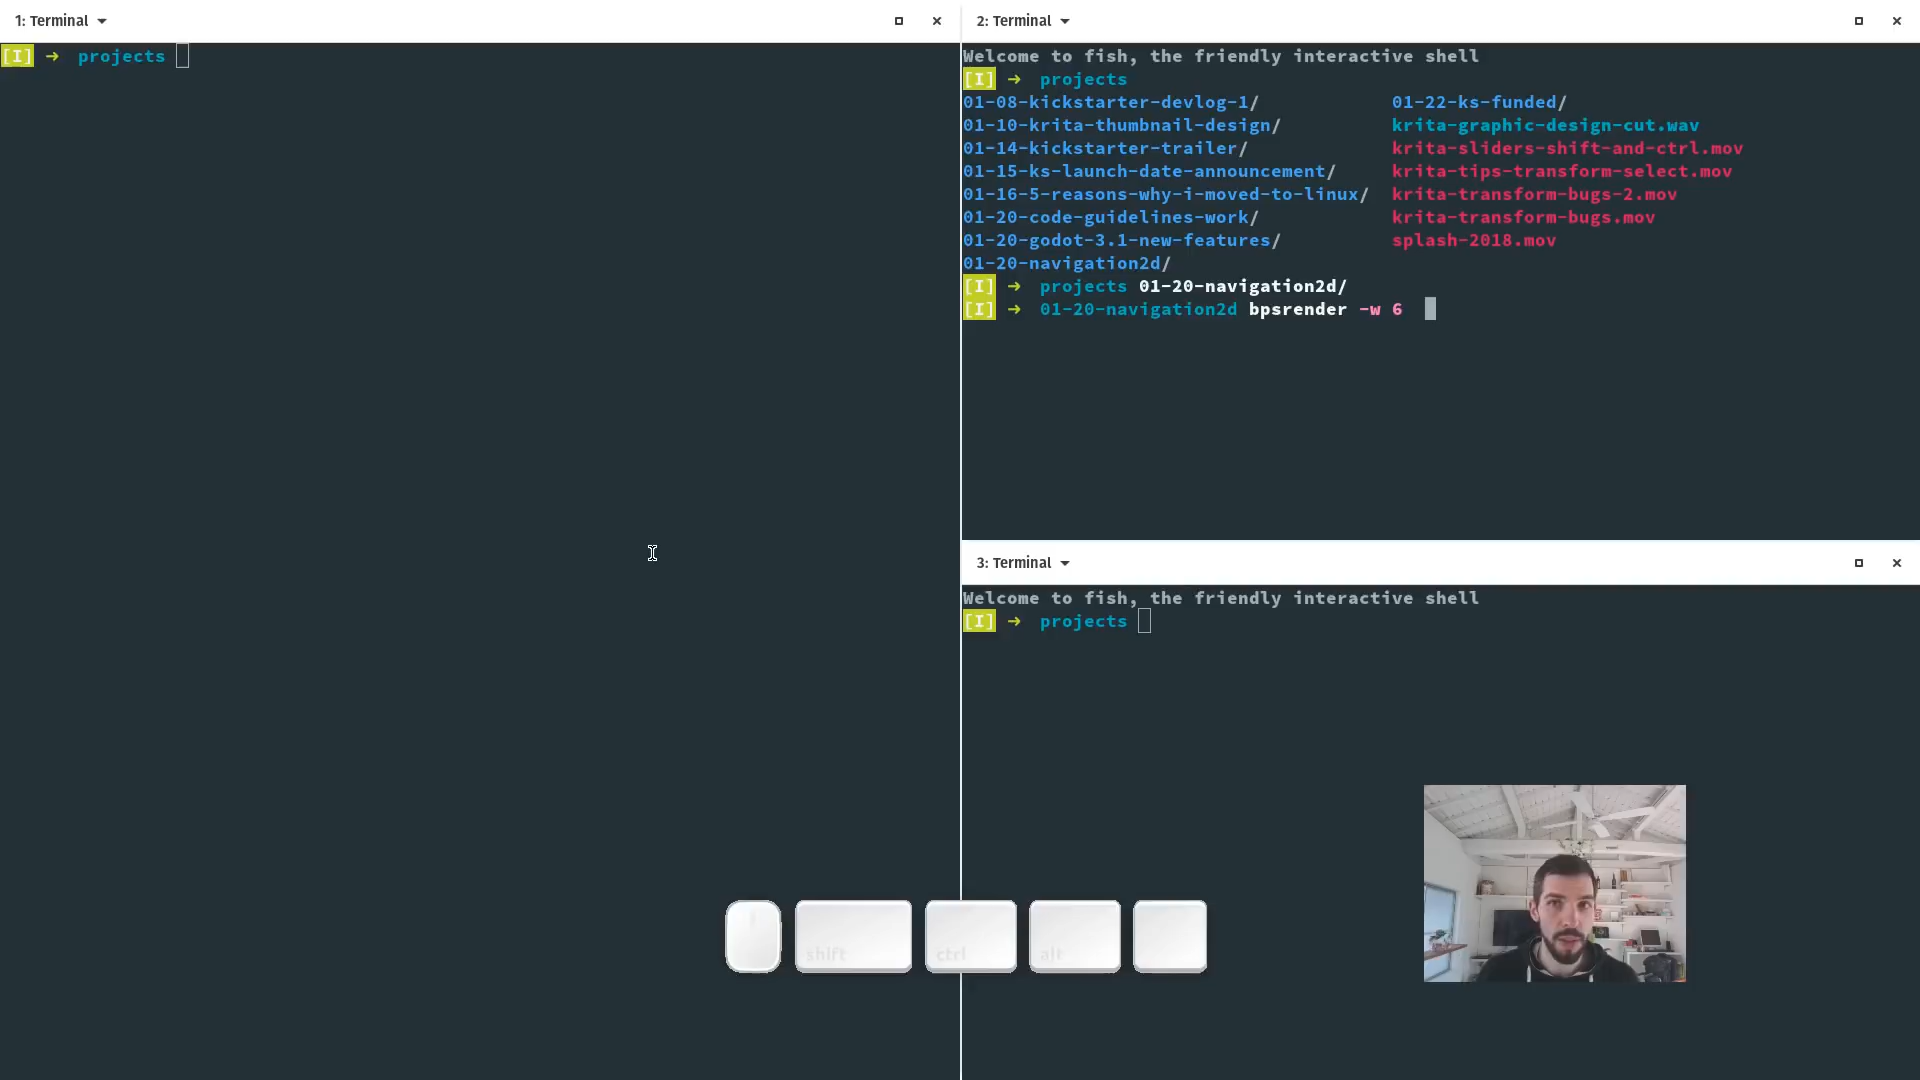 1: Terminal
[I] → projects
2: Terminal
Welcome to fish, the friendly interactive shell
[I] → projects
01-08-kickstarter-devlog-1/ 01-22-ks-funded/
01-10-krita-thumbnail-design/ krita-graphic-design-cut.wav
01-14-kickstarter-trailer/ krita-sliders-shift-and-ctrl.mov
01-15-ks-launch-date-announcement/ krita-tips-transform-select.mov
01-16-5-reasons-why-i-moved-to-linux/ krita-transform-bugs-2.mov
01-20-code-guidelines-work/ krita-transform-bugs.mov
01-20-godot-3.1-new-features/ splash-2018.mov
01-20-navigation2d/
[I] → projects 01-20-navigation2d/
[I] → 01-20-navigation2d bpsrender -w 6
3: Terminal
Welcome to fish, the friendly interactive shell
[I] → projects
shift ctrl alt